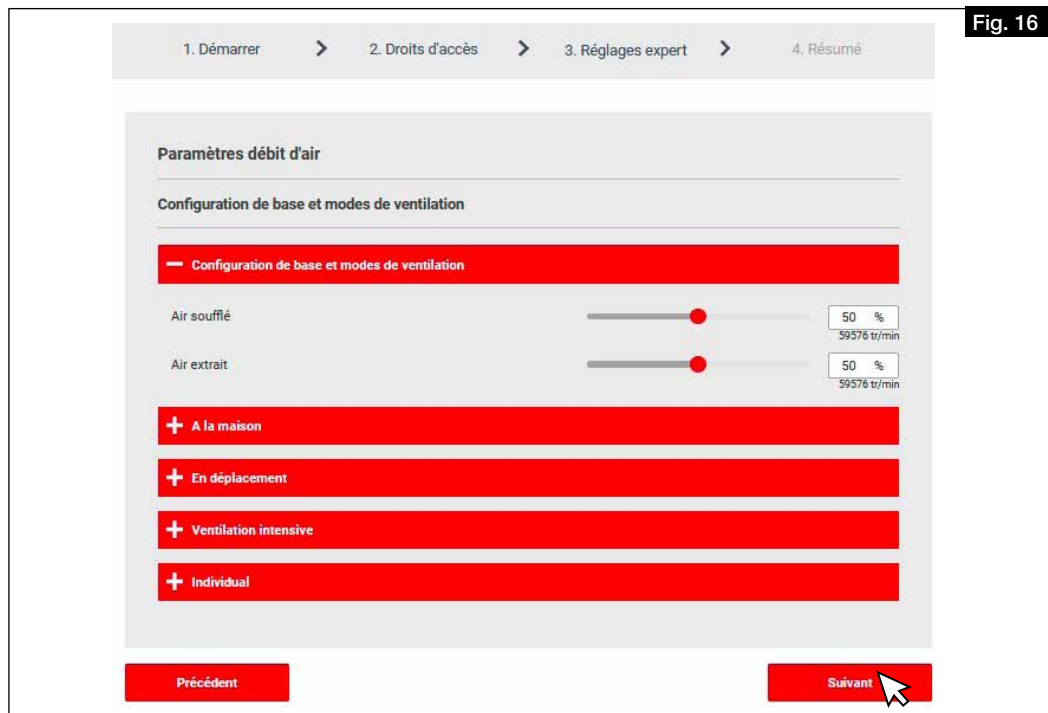 Fig. 16
1. Démarrer > 2. Droits d'accès > 3. Réglages expert > 4. Résumé
Paramètres débit d'air
Configuration de base et modes de ventilation
Configuration de base et modes de ventilation
Air soufflé 50 %
59576 tr/min
Air extrait 50 %
59576 tr/min
A la maison
En déplacement
Ventilation intensive
Individual
Précédent Suivant